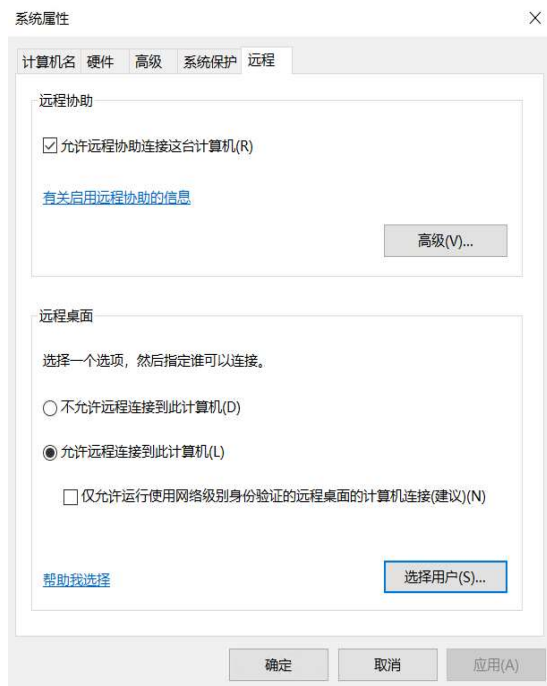 系统属性
计算机名 硬件 高级 系统保护 远程
远程协助
允许远程协助连接这台计算机(R)
有关启用远程协助的信息
高级(V)...
远程桌面
选择一个选项，然后指定谁可以连接。
不允许远程连接到此计算机(D)
允许远程连接到此计算机(L)
仅允许运行使用网络级别身份验证的远程桌面的计算机连接(建议)(N)
帮助我选择 选择用户(S)...
确定 取消 应用(A)